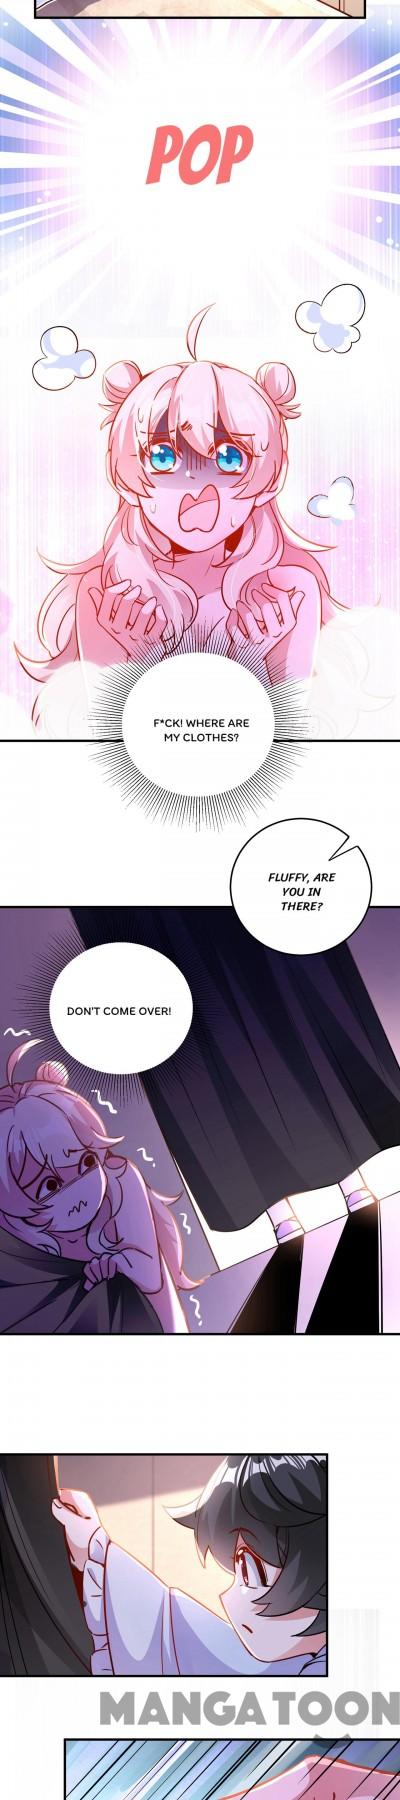 POP
F*CK! WHERE ARE
MY CLOTHES?
FLUFFY, ARE
YOU IN
THERE?
DON'T COME OVER!
MANGATOON